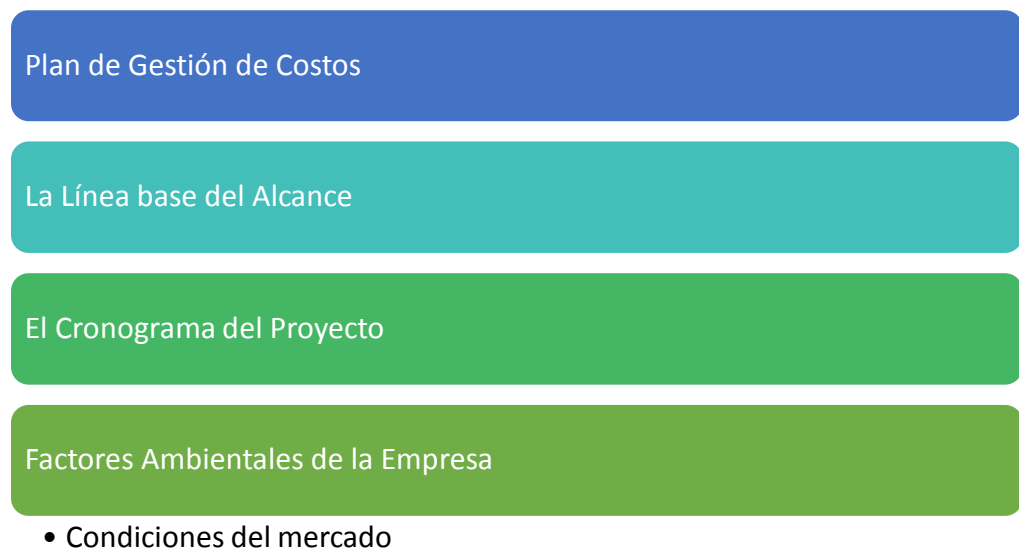 Plan de Gestión de Costos
La Línea base del Alcance
El Cronograma del Proyecto
Factores Ambientales de la Empresa
• Condiciones del mercado